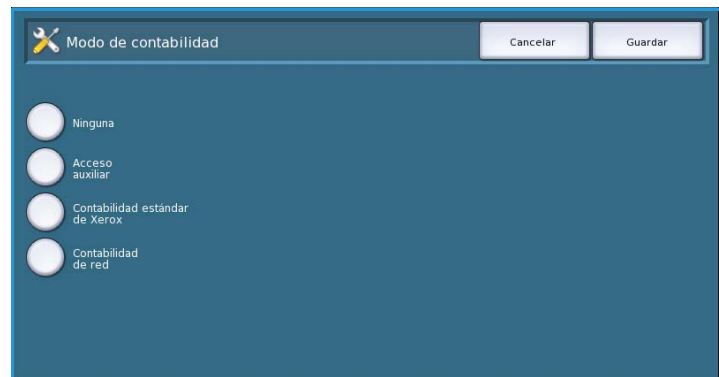 Modo de contabilidad
Cancelar
Guardar
Ninguna
Acceso
auxiliar
Contabilidad estándar
de Xerox
Contabilidad
de red